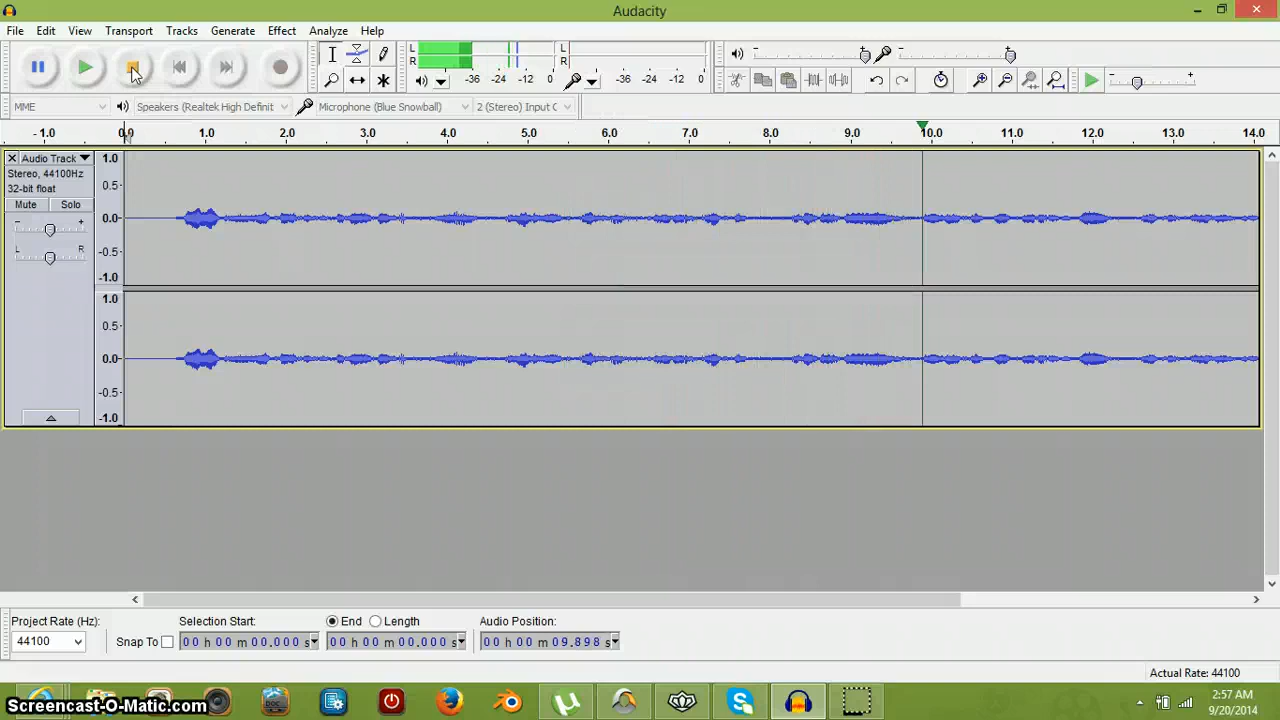 Audacity
File Edit View Transport Tracks Generate Effect Analyze Help
L R -36 -24 -12 0 L R -36 -24 -12 0
MME Speakers (Realtek High Definit Microphone (Blue Snowball) 2 (Stereo) Input C
- 1.0 0.0 1.0 2.0 3.0 4.0 5.0 6.0 7.0 8.0 9.0 10.0 11.0 12.0 13.0 14.0
Audio Track
Stereo, 44100Hz
32-bit float
Mute Solo
- +
L R
1.0
0.5
0.0
-0.5
-1.0
1.0
0.5
0.0
-0.5
-1.0
Project Rate (Hz): Selection Start: End Length Audio Position:
44100 Snap To 00 h 00 m 00.000 s 00 h 00 m 00.000 s 00 h 00 m 09.898 s
Actual Rate: 44100
DOC
2:57 AM
9/20/2014
Screencast-O-Matic.com